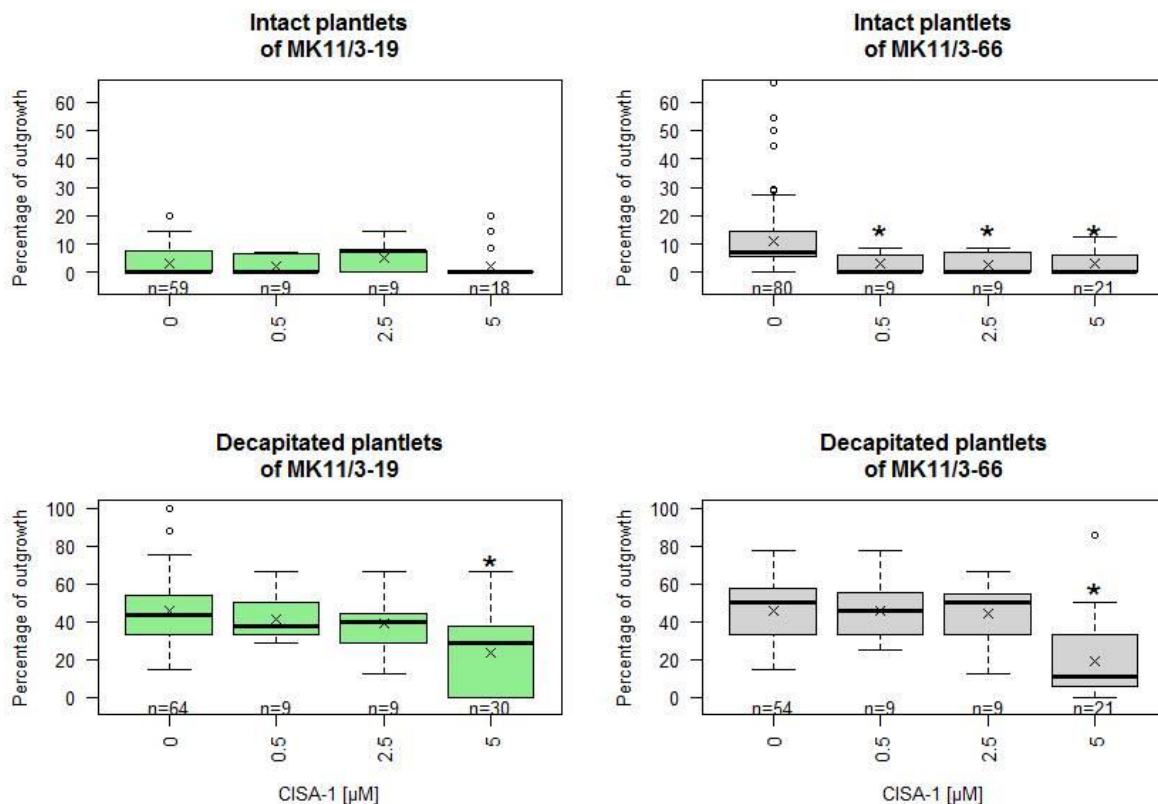 Intact plantlets
of MK11/3-19
Percentage of outgrowth
60
50
40
30
20
10
0
n=59
n=9
n=9
n=18
0
0.5
2.5
5
Intact plantlets
of MK11/3-66
Percentage of outgrowth
60
50
40
30
20
10
0
*
*
*
n=80
n=9
n=9
n=21
0
0.5
2.5
5
Decapitated plantlets
of MK11/3-19
Percentage of outgrowth
100
80
60
40
20
0
*
n=64
n=9
n=9
n=30
0
0.5
2.5
5
CISA-1 [µM]
Decapitated plantlets
of MK11/3-66
Percentage of outgrowth
100
80
60
40
20
0
*
n=54
n=9
n=9
n=21
0
0.5
2.5
5
CISA-1 [µM]